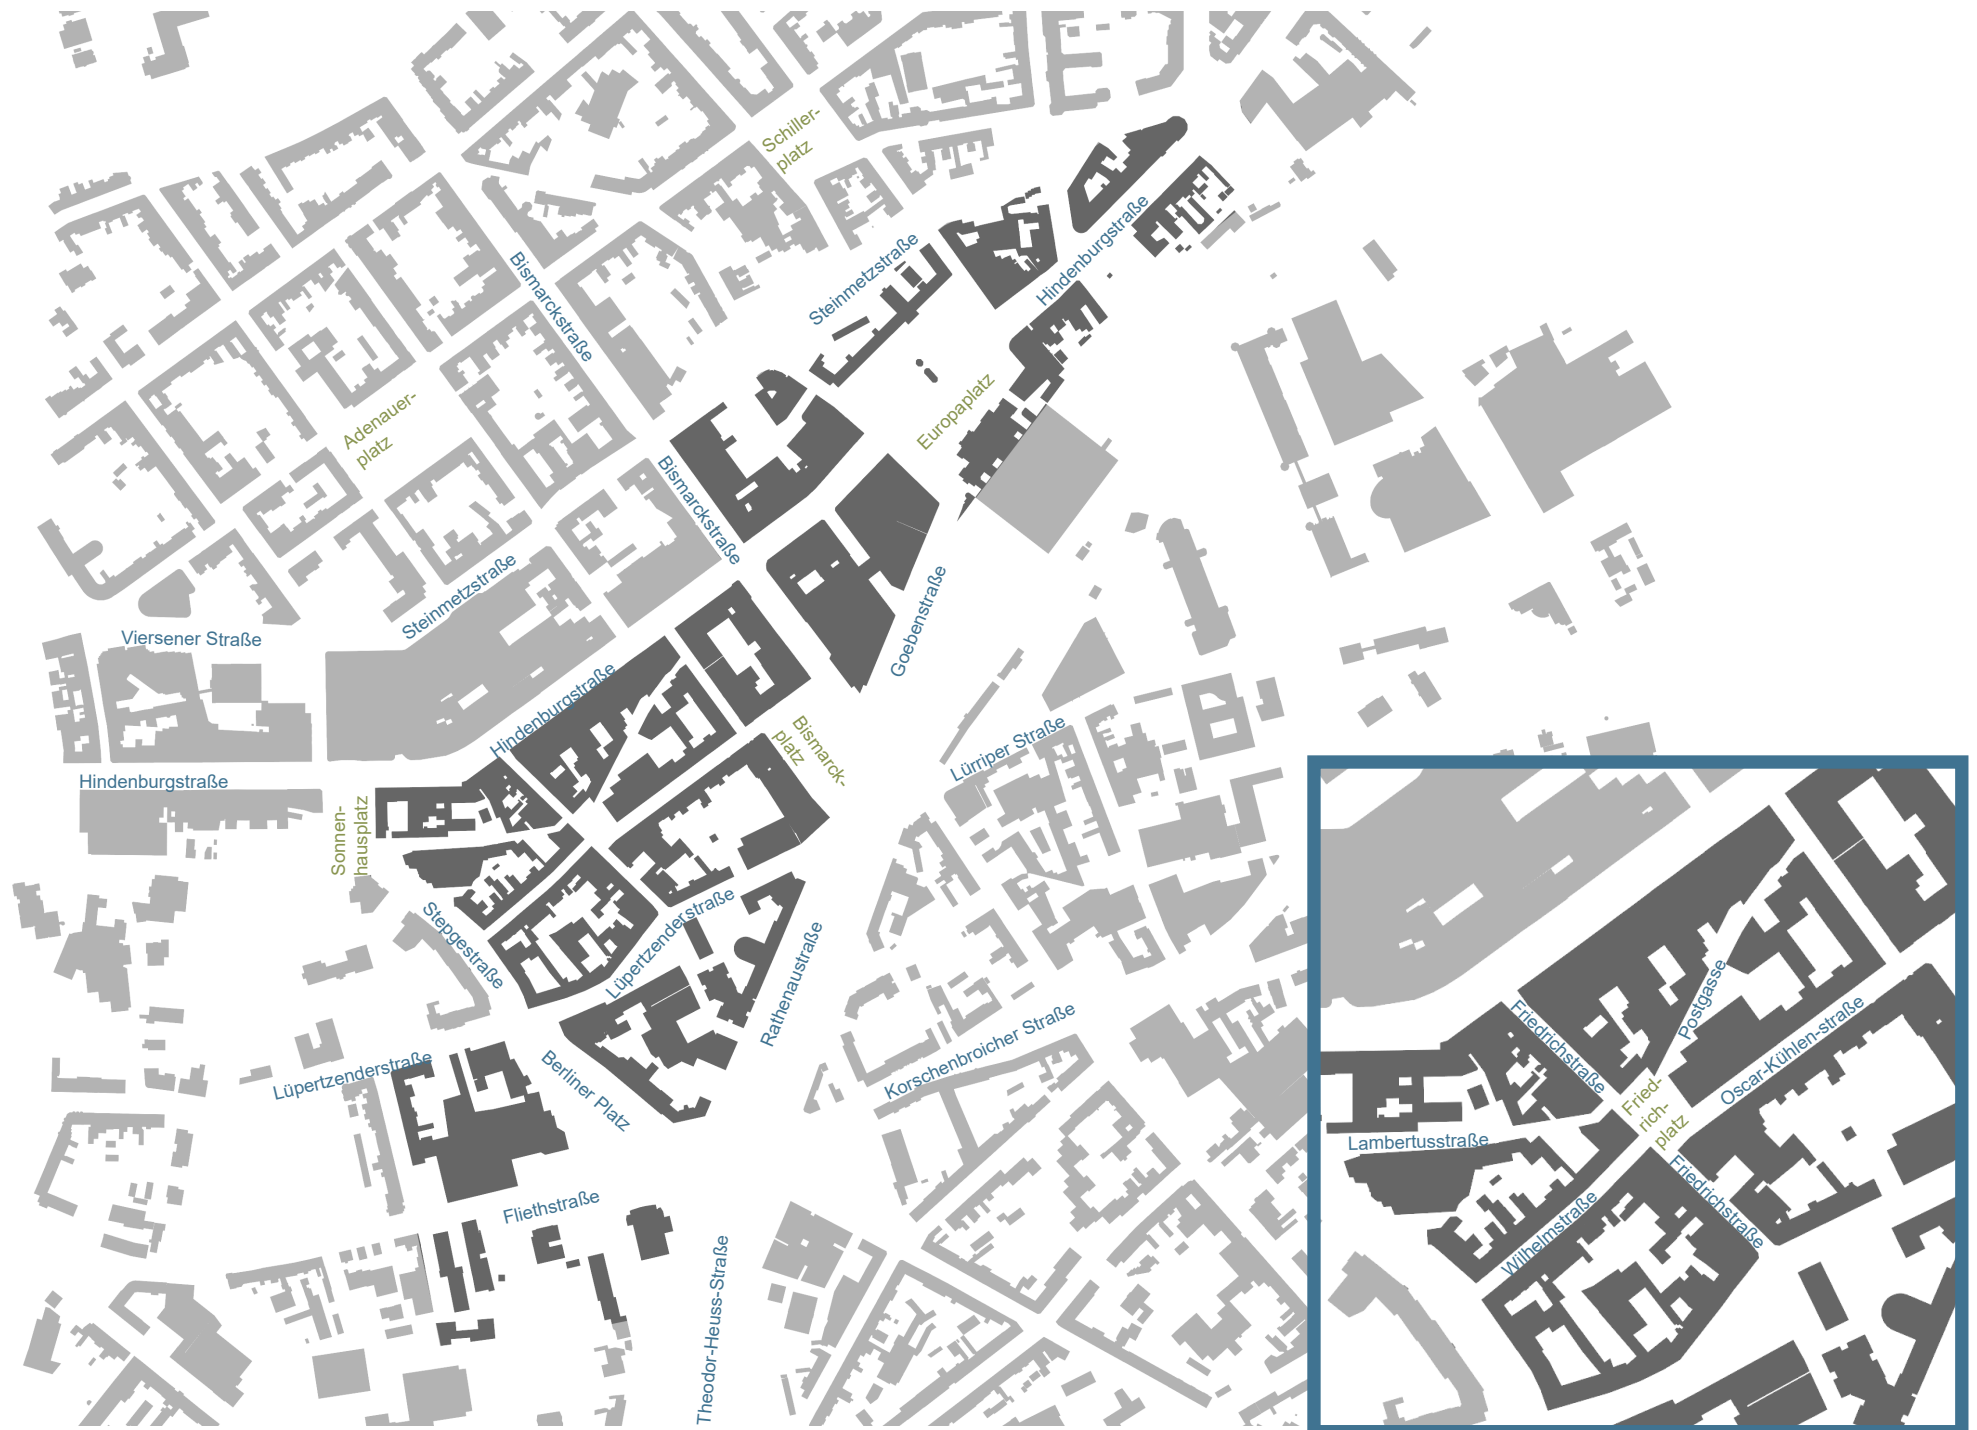 Schiller-
platz
Steinmetzstraße
Hindenburgstraße
Bismarckstraße
Adenauer-
platz
Europaplatz
Bismarckstraße
Steinmetzstraße
Goebenstraße
Viersener Straße
Hindenburgstraße
Bismarck-
platz
Lürriper Straße
Hindenburgstraße
Sonnen-
hausplatz
Stepgestraße
Lüpertzenderstraße
Rathenaustraße
Korschenbroicher Straße
Lüpertzenderstraße
Berliner Platz
Fliethstraße
Theodor-Heuss-Straße
Postgasse
Friedrichstraße
Oscar-Kühlen-straße
Fried-
rich-
platz
Lambertusstraße
Friedrichstraße
Wilhelmstraße